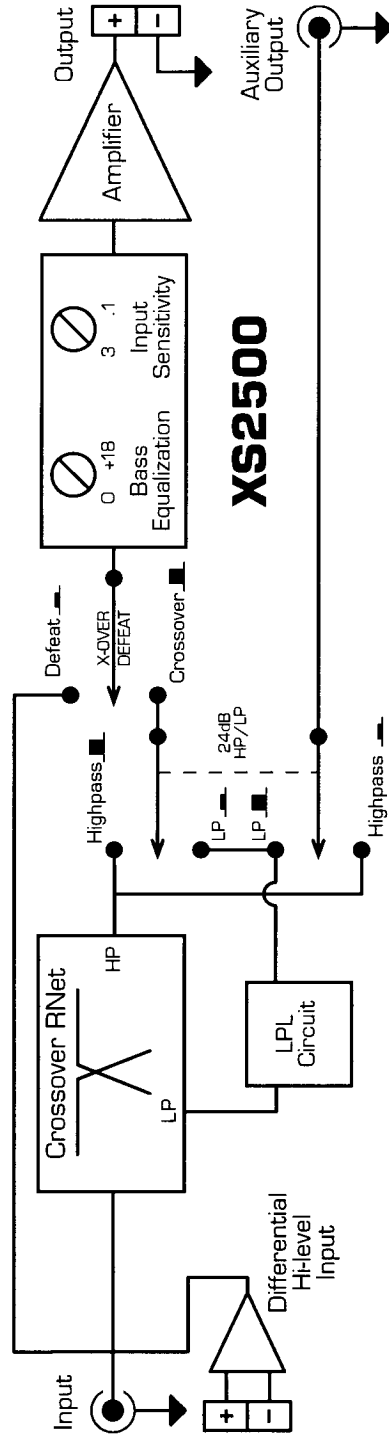 Input
+
−
Differential
Hi-level
Input
Crossover RNet
HP
LP
LPL
Circuit
Highpass
LP
LP
Highpass
24dB
HP/LP
Defeat
X-OVER
DEFEAT
Crossover
0 +18
Bass
Equalization
3 .1
Input
Sensitivity
Amplifier
Output
+
−
XS2500
Auxiliary
Output